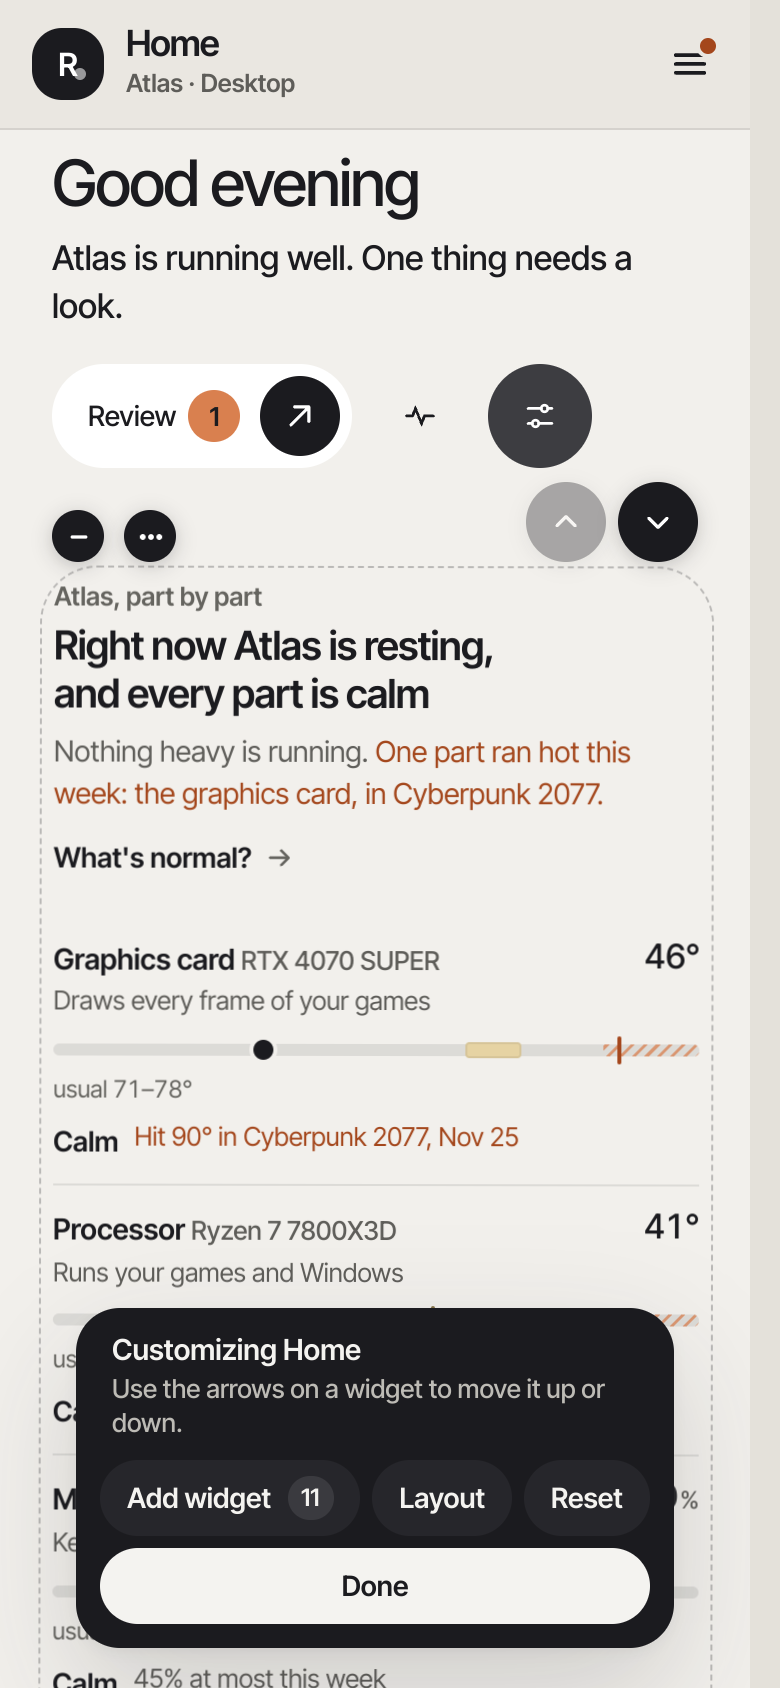 R
Home
Atlas · Desktop
Good evening
Atlas is running well. One thing needs a
look.
Review 1
Atlas, part by part
Right now Atlas is resting,
and every part is calm
Nothing heavy is running. One part ran hot this
week: the graphics card, in Cyberpunk 2077.
What's normal? →
Graphics card RTX 4070 SUPER 46°
Draws every frame of your games
usual 71–78°
Calm Hit 90° in Cyberpunk 2077, Nov 25
Processor Ryzen 7 7800X3D 41°
Runs your games and Windows
Customizing Home
Use the arrows on a widget to move it up or
down.
Add widget 11 Layout Reset
%
Done
Calm 45% at most this week